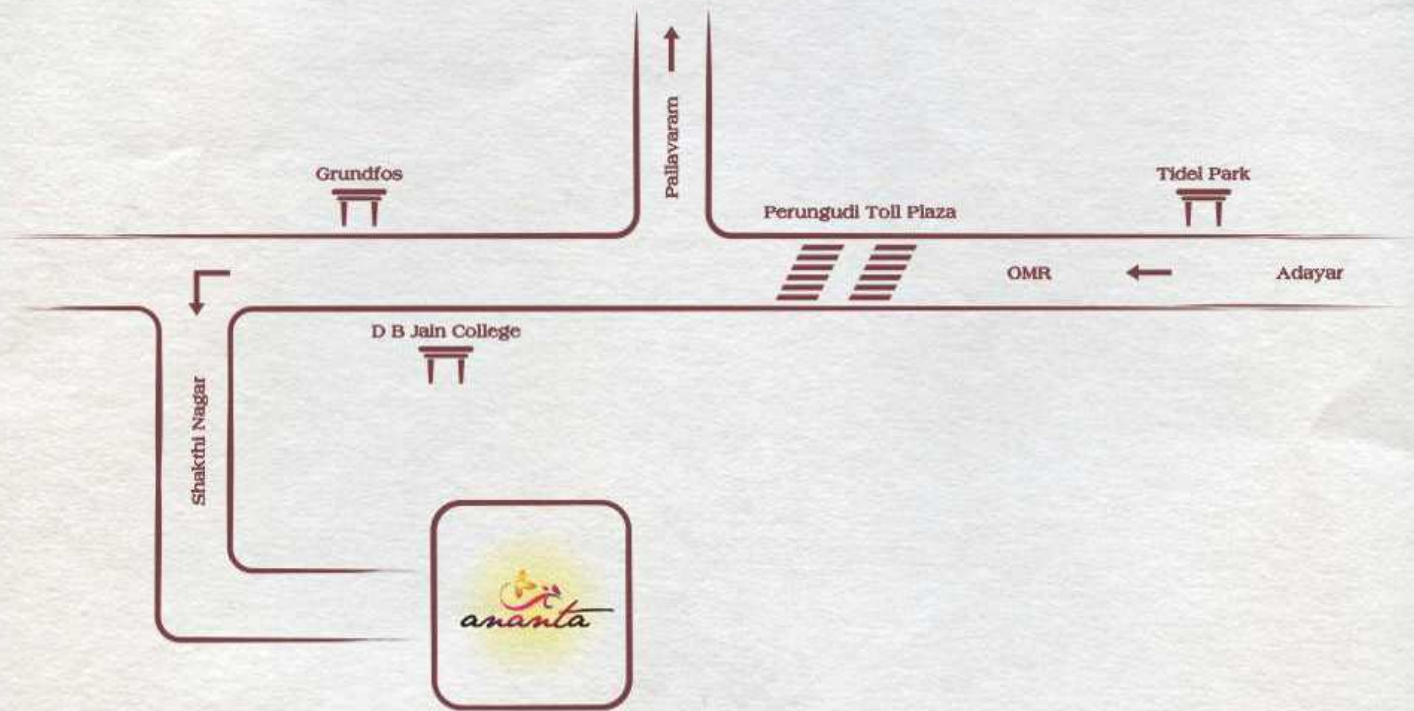 Pallavaram
Grundfos
Tidel Park
Perungudi Toll Plaza
OMR
Adayar
D B Jain College
Shakthi Nagar
ananta